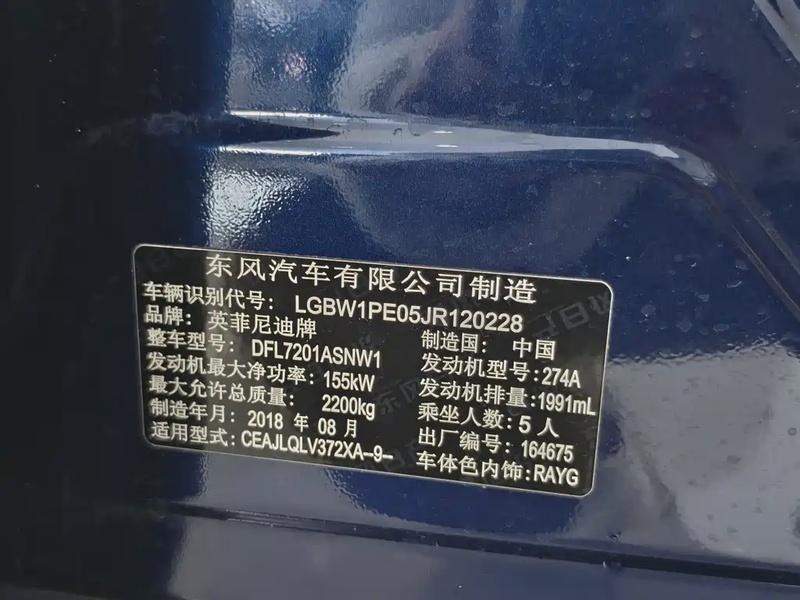 东风汽车有限公司制造
车辆识别代号: LGBW1PE05JR120228
品牌: 英菲尼迪牌 制造国: 中国
整车型号: DFL7201ASNW1 发动机型号:274A
发动机最大净功率: 155kW 发动机排量:1991mL
最大允许总质量: 2200kg 乘坐人数:5人
制造年月: 2018 年 08 月 出厂编号: 164675
适用型式:CEAJLQLV372XA--9- 车体色内饰:RAYG